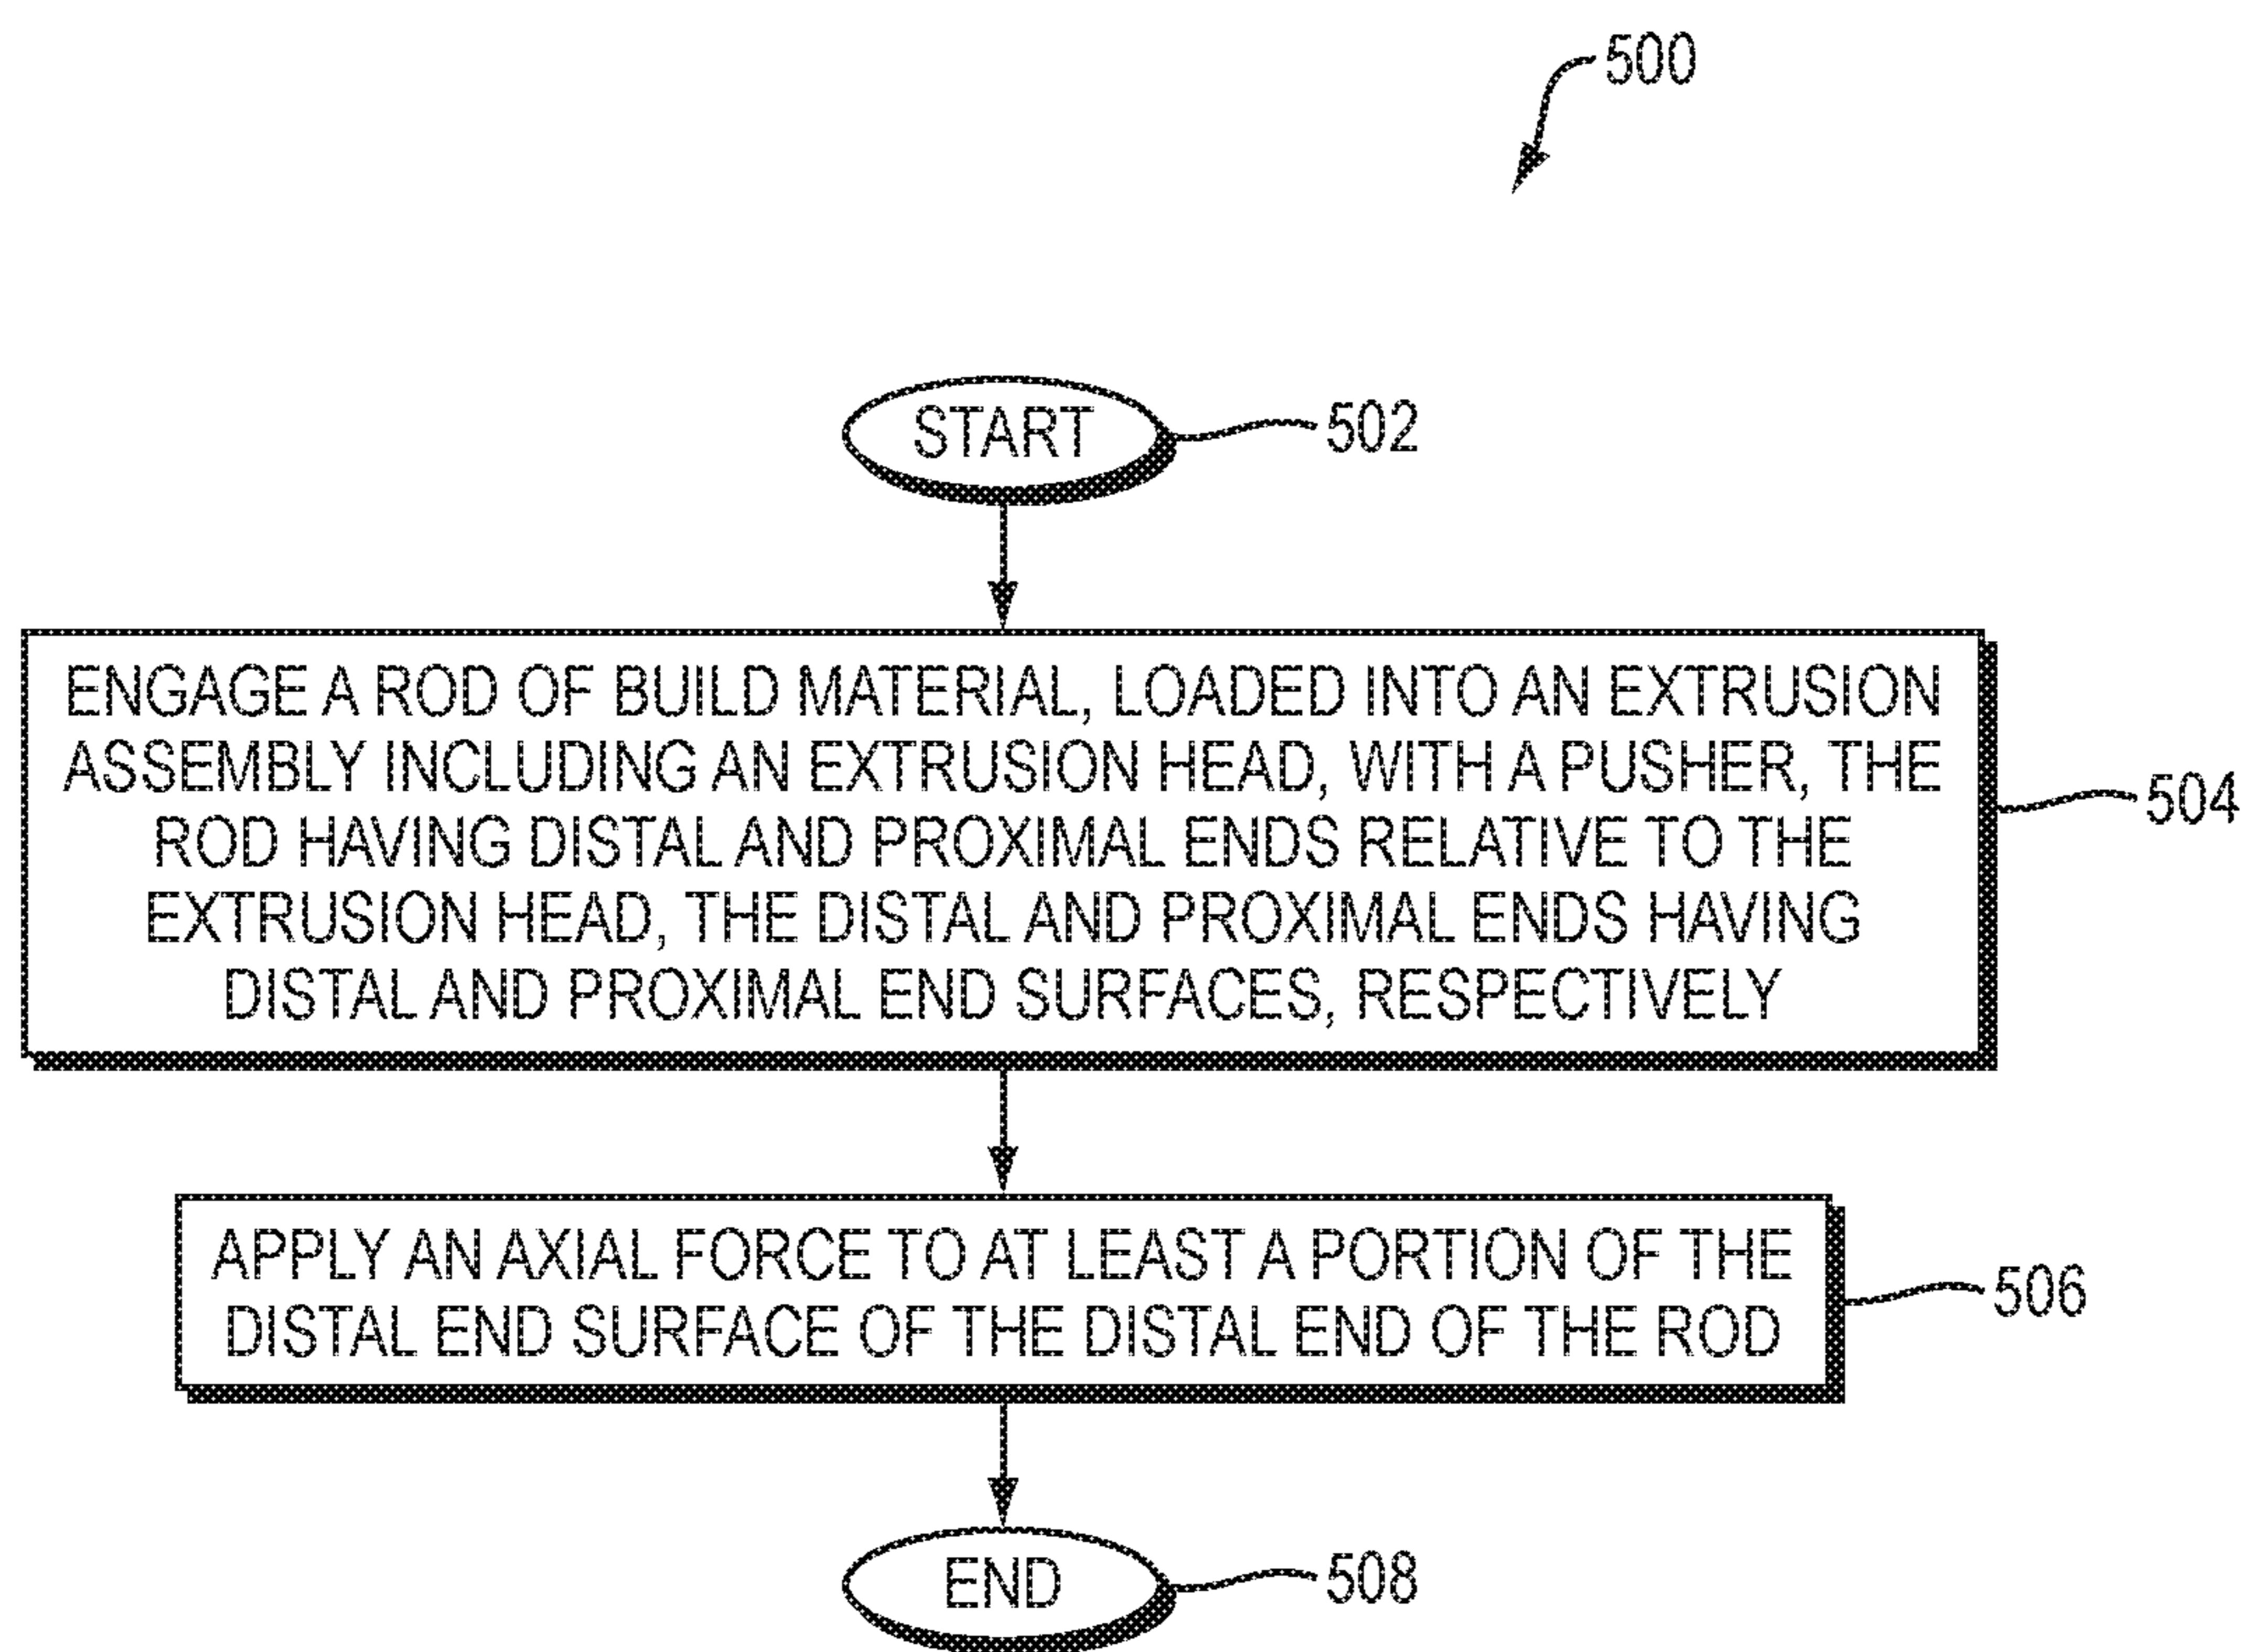 500
START
502
ENGAGE A ROD OF BUILD MATERIAL, LOADED INTO AN EXTRUSION
ASSEMBLY INCLUDING AN EXTRUSION HEAD, WITH A PUSHER, THE
ROD HAVING DISTAL AND PROXIMAL ENDS RELATIVE TO THE
EXTRUSION HEAD, THE DISTAL AND PROXIMAL ENDS HAVING
DISTAL AND PROXIMAL END SURFACES, RESPECTIVELY
504
APPLY AN AXIAL FORCE TO AT LEAST A PORTION OF THE
DISTAL END SURFACE OF THE DISTAL END OF THE ROD
506
END
508